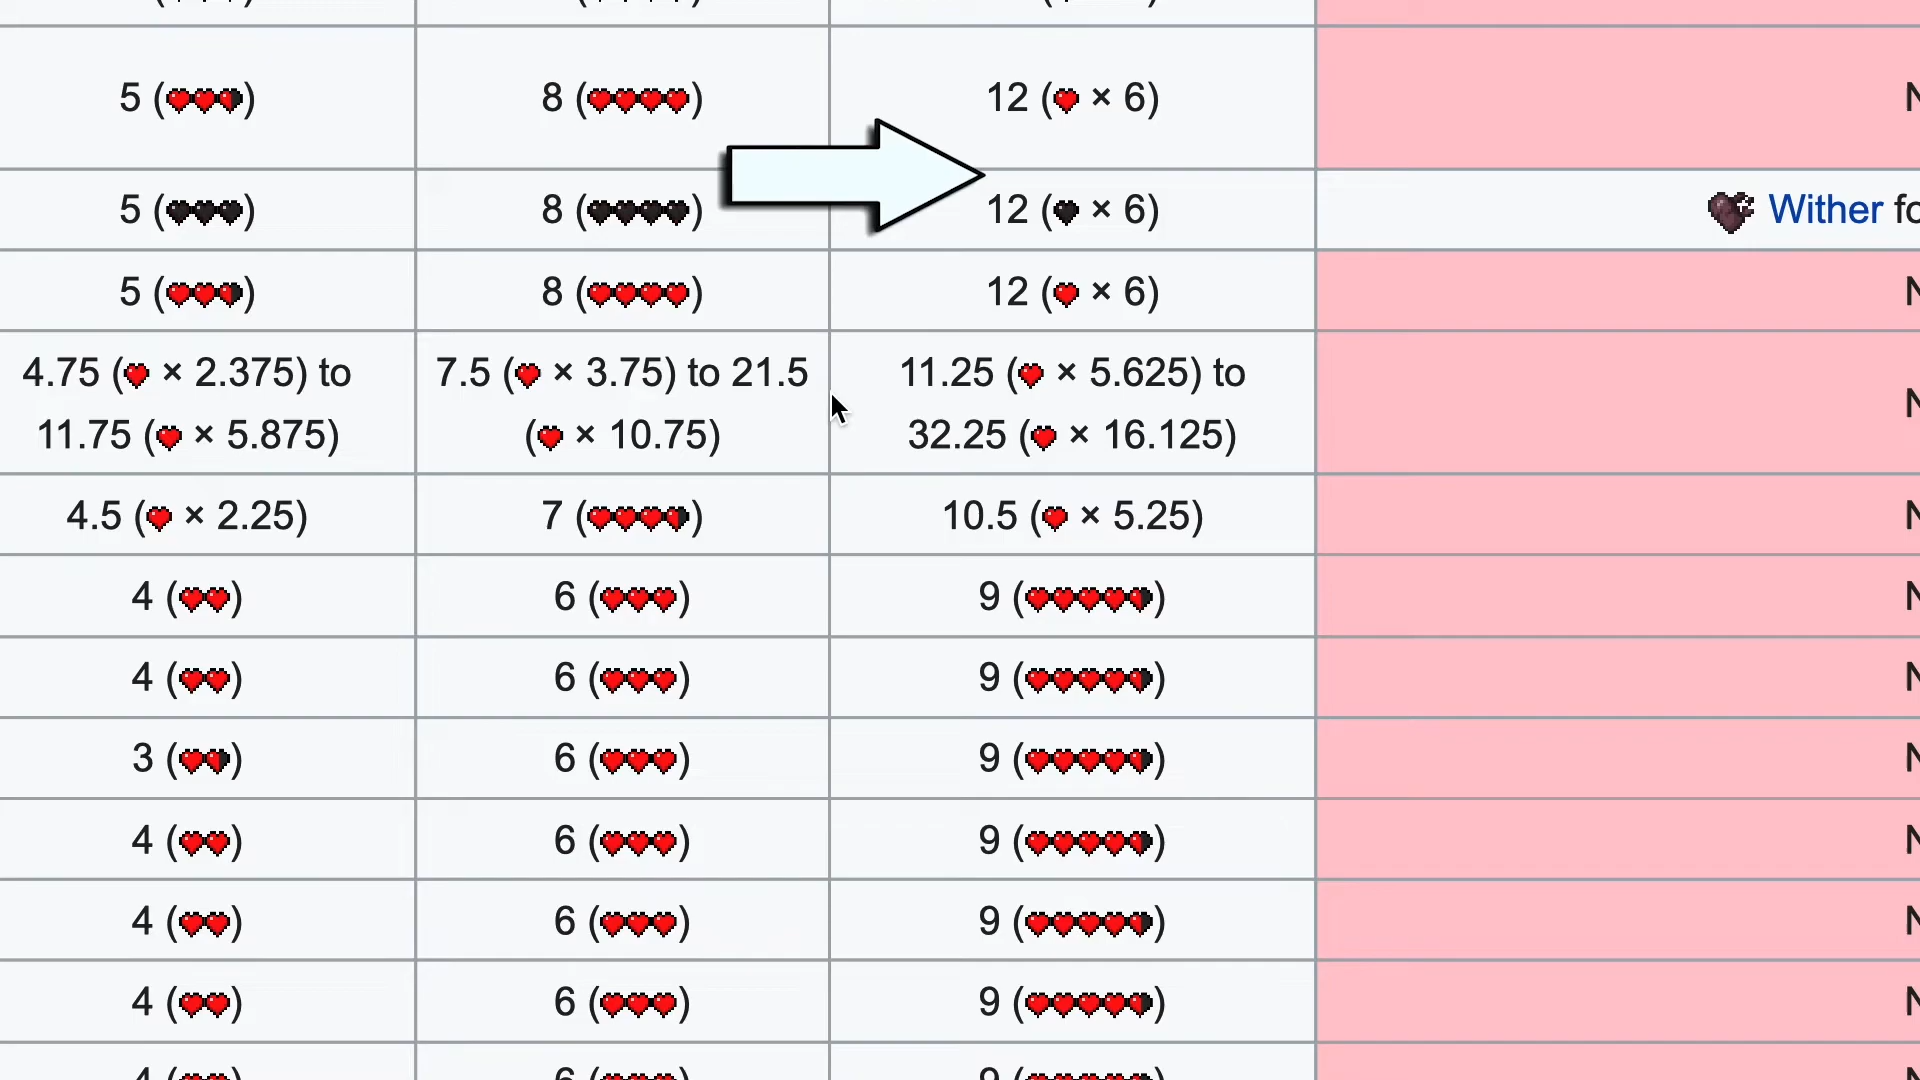 5 ( ) 8 ( ) 12 ( × 6) N
5 ( ) 8 ( ) 12 ( × 6) Wither fo
5 ( ) 8 ( ) 12 ( × 6) N
4.75 ( × 2.375) to 7.5 ( × 3.75) to 21.5 11.25 ( × 5.625) to N
11.75 ( × 5.875) ( × 10.75) 32.25 ( × 16.125)
4.5 ( × 2.25) 7 ( ) 10.5 ( × 5.25) N
4 ( ) 6 ( ) 9 ( ) N
4 ( ) 6 ( ) 9 ( ) N
3 ( ) 6 ( ) 9 ( ) N
4 ( ) 6 ( ) 9 ( ) N
4 ( ) 6 ( ) 9 ( ) N
4 ( ) 6 ( ) 9 ( ) N